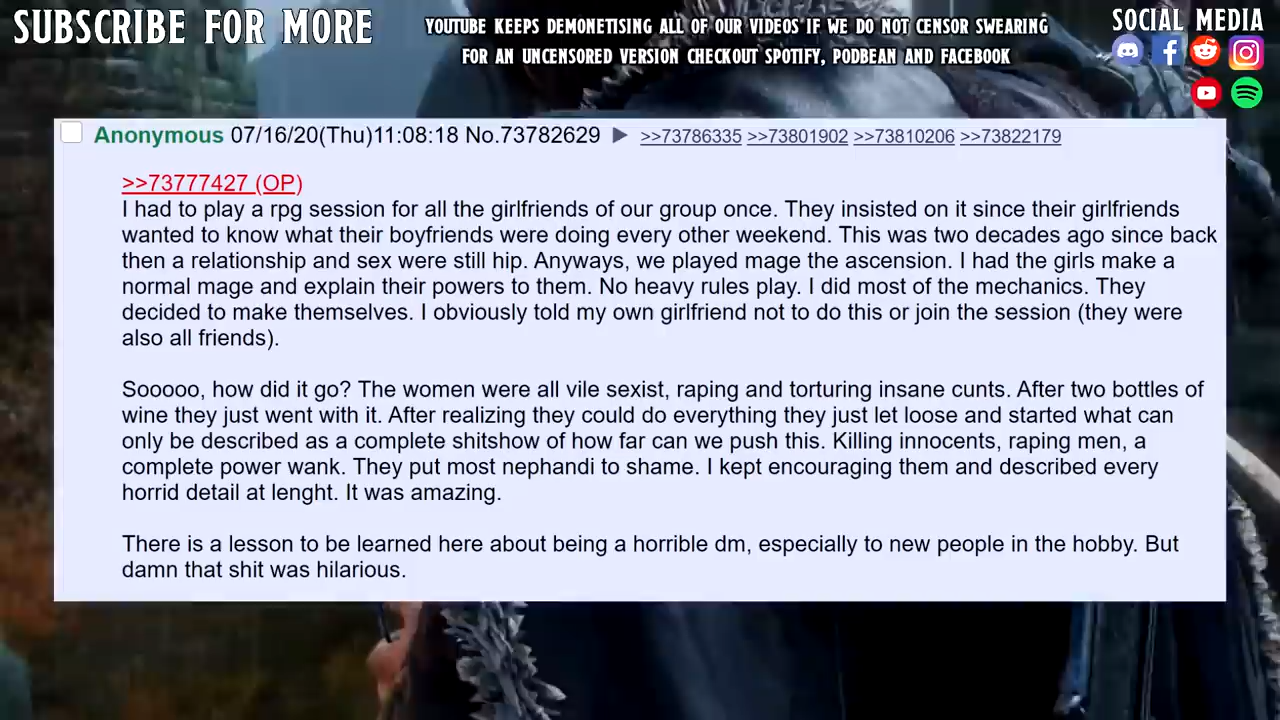 SUBSCRIBE FOR MORE
YOUTUBE KEEPS DEMONETISING ALL OF OUR VIDEOS IF WE DO NOT CENSOR SWEARING
FOR AN UNCENSORED VERSION CHECKOUT SPOTIFY, PODBEAN AND FACEBOOK
SOCIAL MEDIA
Anonymous 07/16/20(Thu)11:08:18 No.73782629 ▶ >>73786335 >>73801902 >>73810206 >>73822179
>>73777427 (OP)
I had to play a rpg session for all the girlfriends of our group once. They insisted on it since their girlfriends
wanted to know what their boyfriends were doing every other weekend. This was two decades ago since back
then a relationship and sex were still hip. Anyways, we played mage the ascension. I had the girls make a
normal mage and explain their powers to them. No heavy rules play. I did most of the mechanics. They
decided to make themselves. I obviously told my own girlfriend not to do this or join the session (they were
also all friends).
Sooooo, how did it go? The women were all vile sexist, raping and torturing insane cunts. After two bottles of
wine they just went with it. After realizing they could do everything they just let loose and started what can
only be described as a complete shitshow of how far can we push this. Killing innocents, raping men, a
complete power wank. They put most nephandi to shame. I kept encouraging them and described every
horrid detail at lenght. It was amazing.
There is a lesson to be learned here about being a horrible dm, especially to new people in the hobby. But
damn that shit was hilarious.